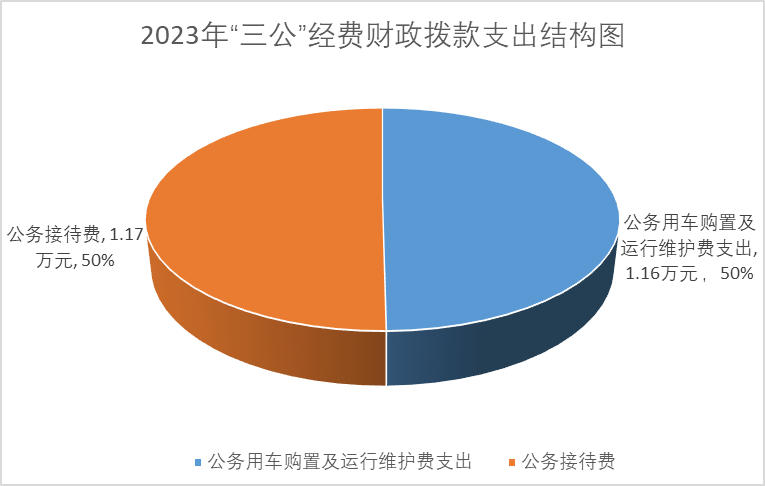 2023年“三公”经费财政拨款支出结构图
公务接待费, 1.17
万元, 50%
公务用车购置及
运行维护费支出,
1.16万元 , 50%
公务用车购置及运行维护费支出 公务接待费